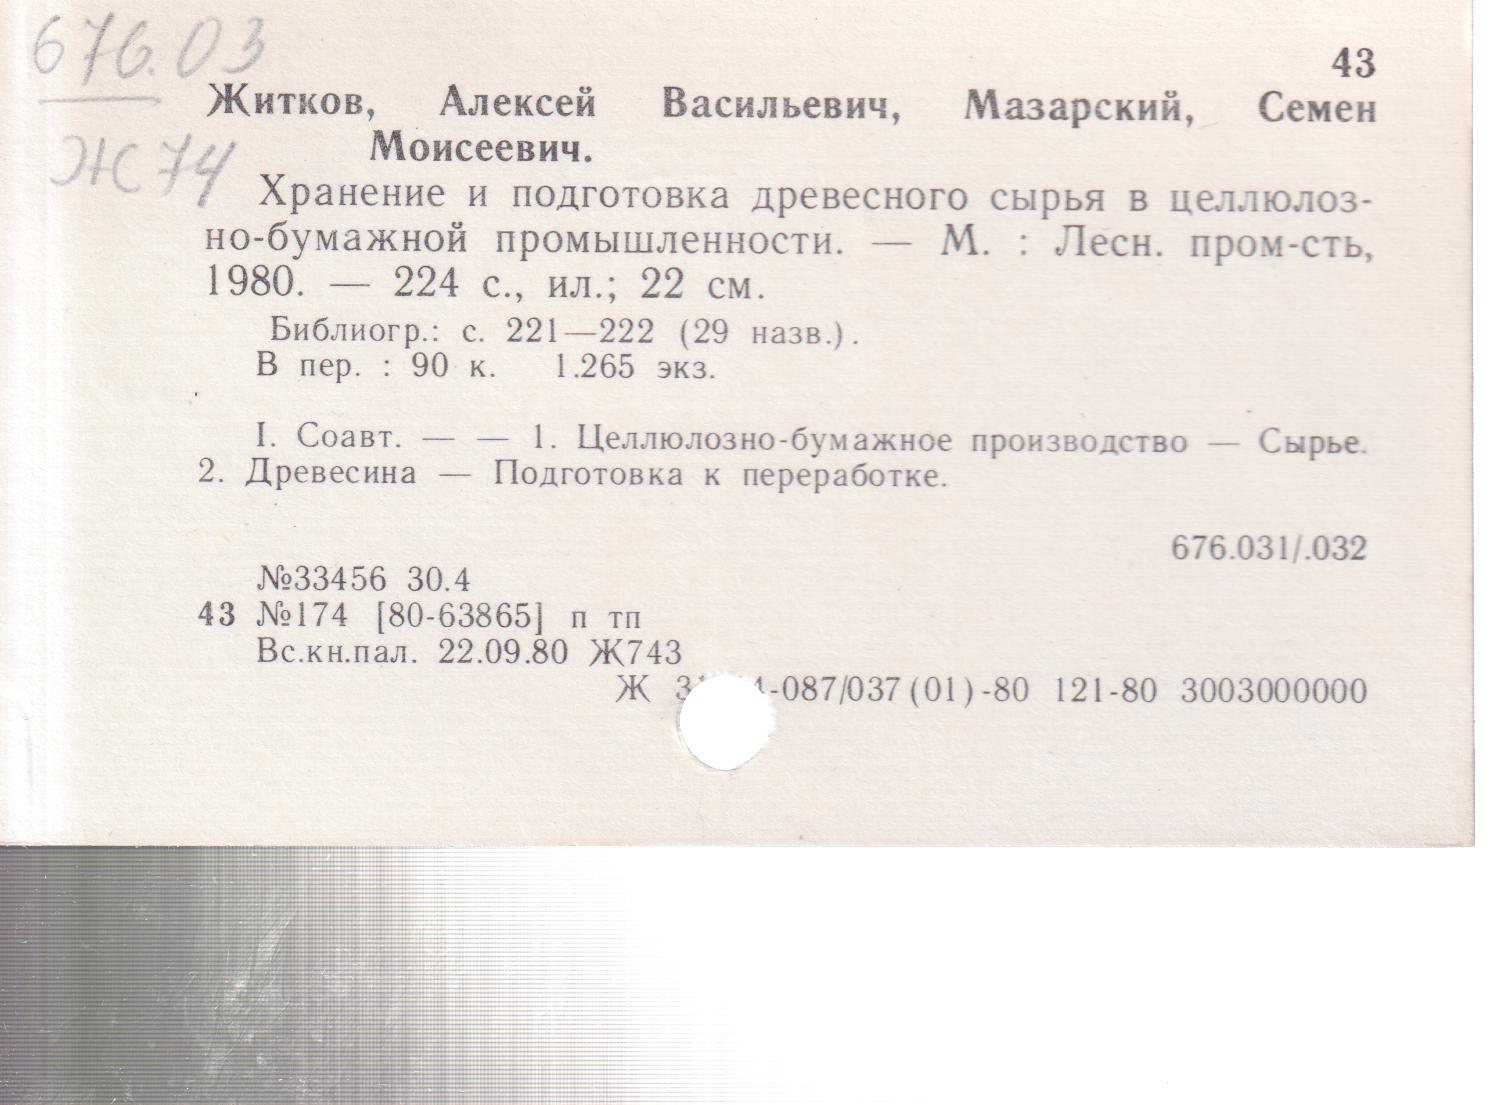 676.03
43
Житков, Алексей Васильевич, Мазарский, Семен
Ж74
Моисеевич.
Хранение и подготовка древесного сырья в целлюлоз-
но-бумажной промышленности. — М. : Лесн. пром-сть,
1980. — 224 с., ил.; 22 см.
Библиогр.: с. 221—222 (29 назв.).
В пер. : 90 к. 1.265 экз.
I. Соавт. — — 1. Целлюлозно-бумажное производство — Сырье.
2. Древесина — Подготовка к переработке.
676.031/.032
№33456 30.4
43 №174 [80-63865] п тп
Вс.кн.пал. 22.09.80 Ж743
Ж -087/037(01)-80 121-80 3003000000